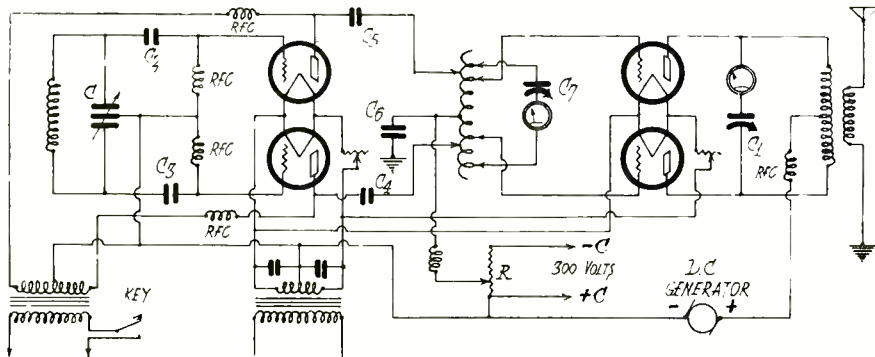 RFC
C5
C2
RFC
C
RFC
C3
C6
C7
C4
RFC
C1
RFC
KEY
R
-C
300 VOLTS
+C
D.C.
GENERATOR
- +